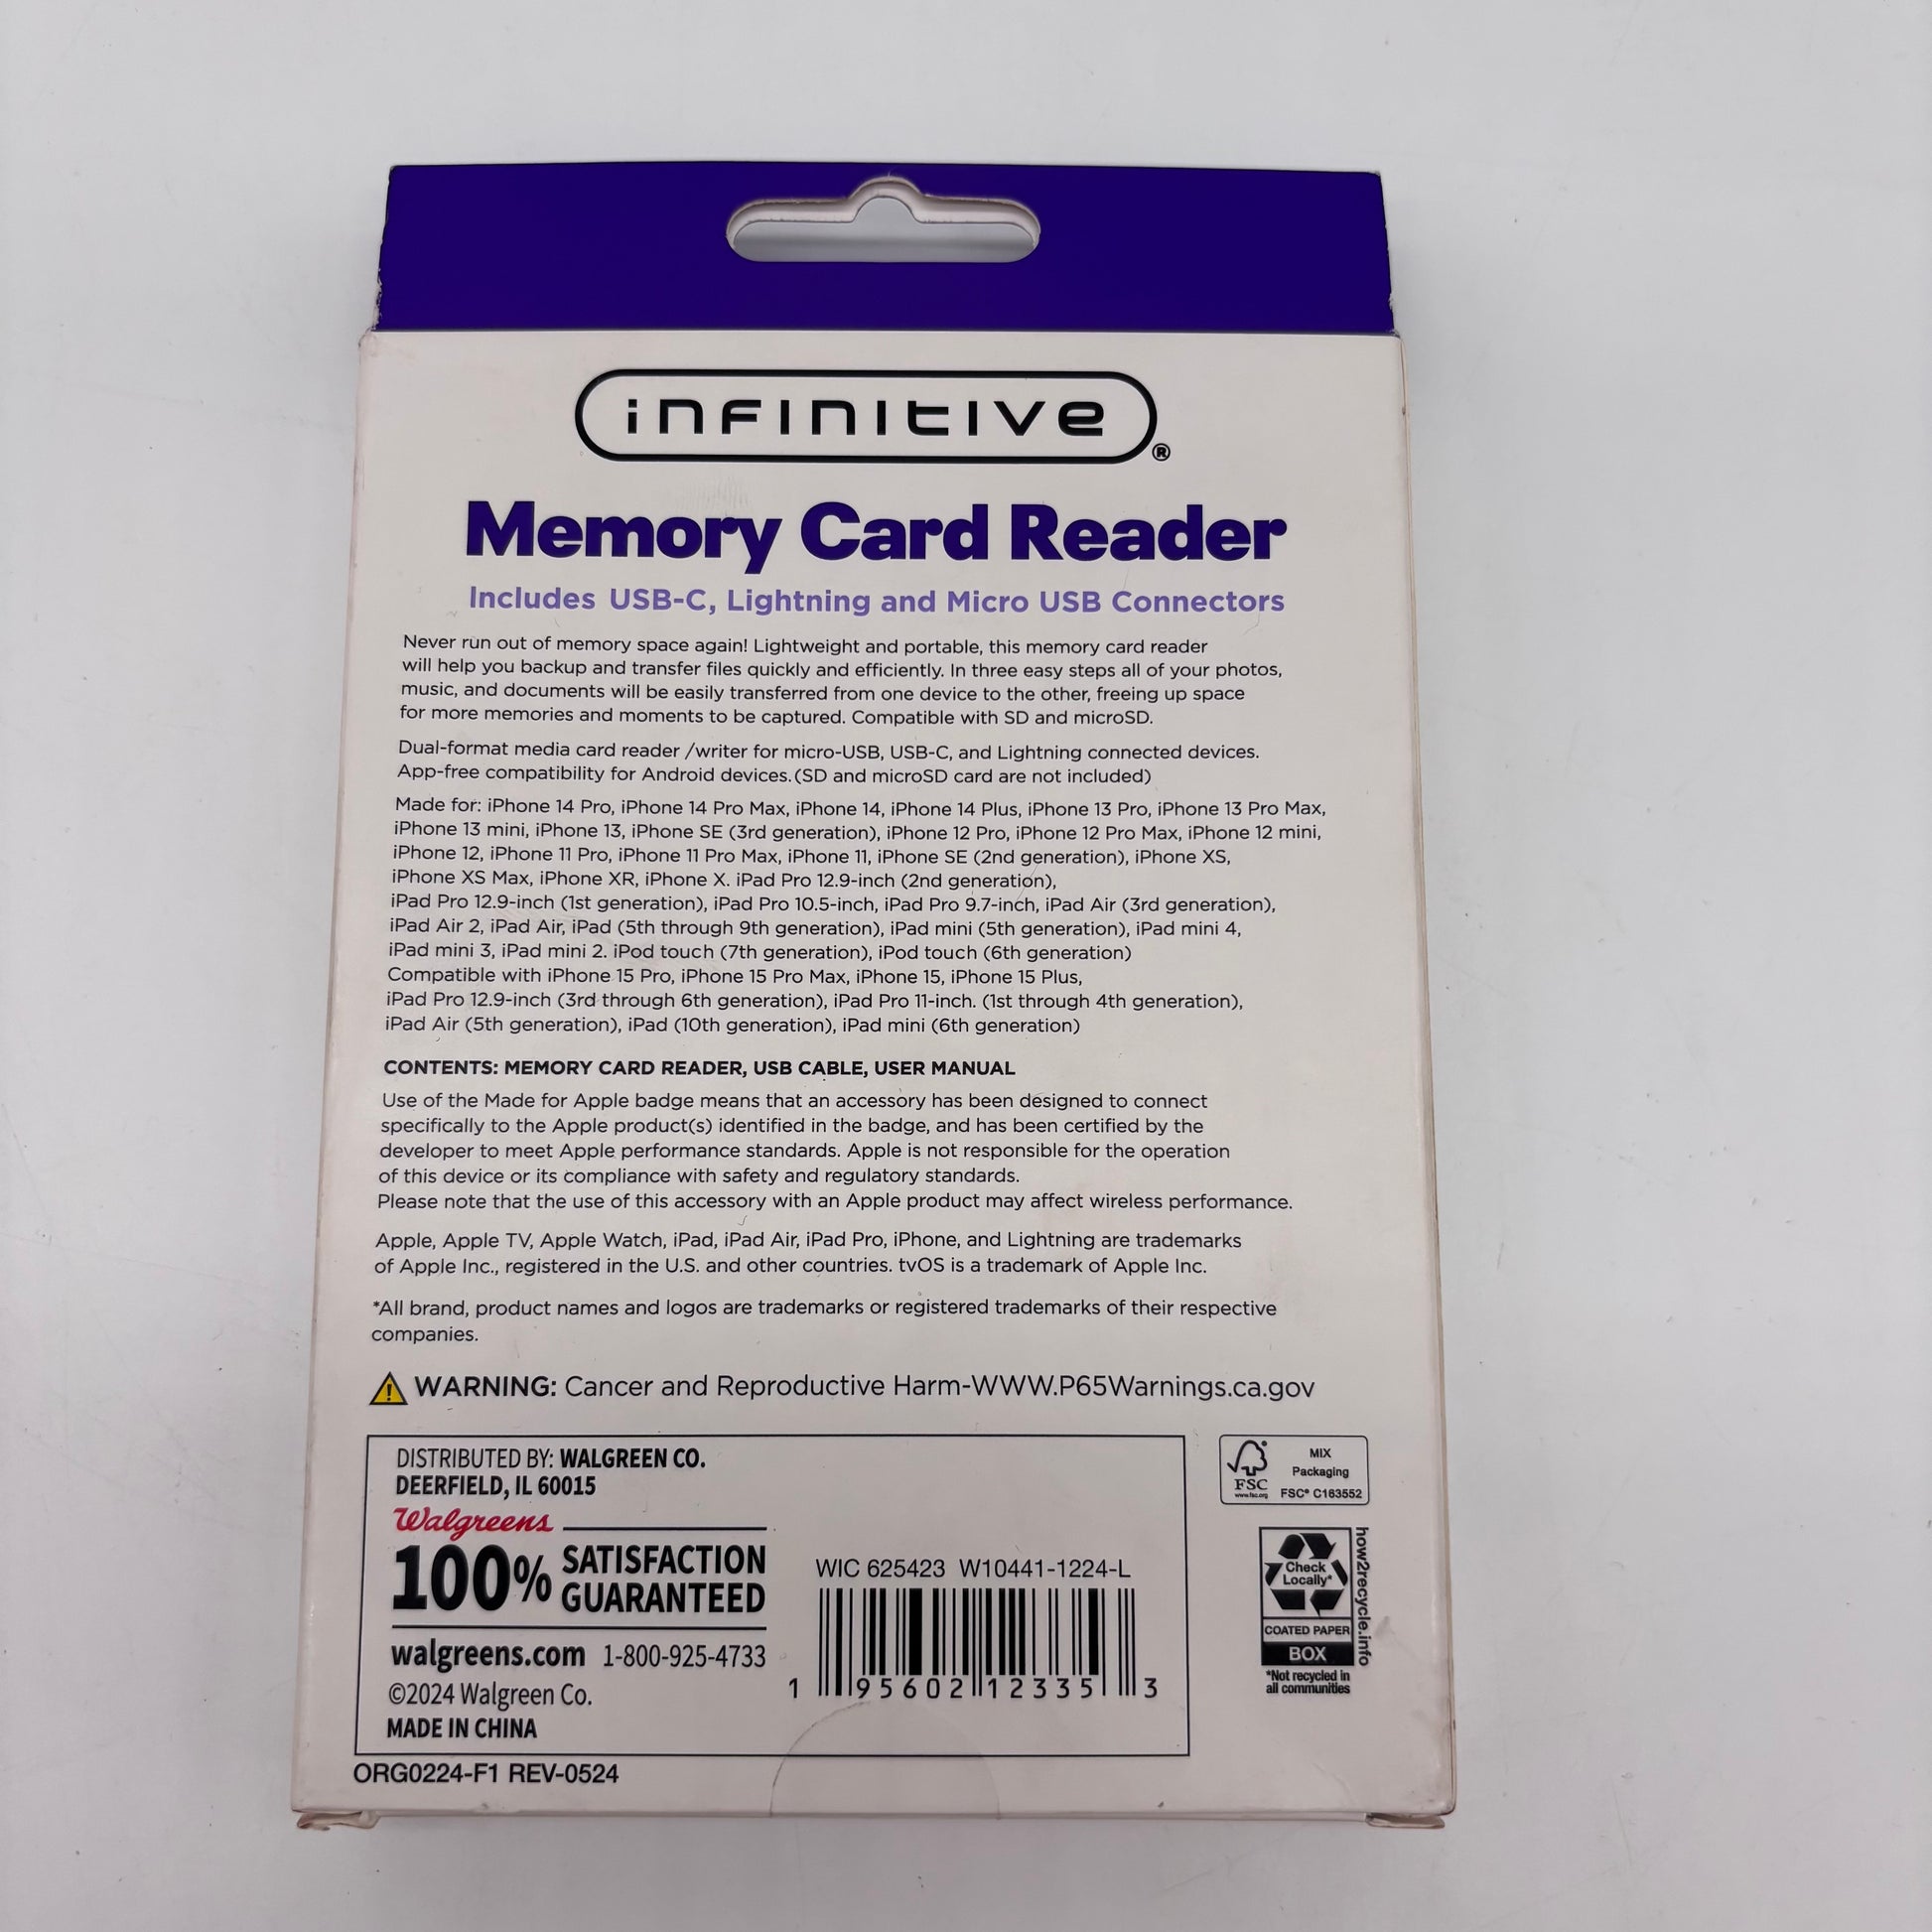 infinitive®
Memory Card Reader
Includes USB-C, Lightning and Micro USB Connectors
Never run out of memory space again! Lightweight and portable, this memory card reader
will help you backup and transfer files quickly and efficiently. In three easy steps all of your photos,
music, and documents will be easily transferred from one device to the other, freeing up space
for more memories and moments to be captured. Compatible with SD and microSD.
Dual-format media card reader /writer for micro-USB, USB-C, and Lightning connected devices.
App-free compatibility for Android devices.(SD and microSD card are not included)
Made for: iPhone 14 Pro, iPhone 14 Pro Max, iPhone 14, iPhone 14 Plus, iPhone 13 Pro, iPhone 13 Pro Max,
iPhone 13 mini, iPhone 13, iPhone SE (3rd generation), iPhone 12 Pro, iPhone 12 Pro Max, iPhone 12 mini,
iPhone 12, iPhone 11 Pro, iPhone 11 Pro Max, iPhone 11, iPhone SE (2nd generation), iPhone XS,
iPhone XS Max, iPhone XR, iPhone X. iPad Pro 12.9-inch (2nd generation),
iPad Pro 12.9-inch (1st generation), iPad Pro 10.5-inch, iPad Pro 9.7-inch, iPad Air (3rd generation),
iPad Air 2, iPad Air, iPad (5th through 9th generation), iPad mini (5th generation), iPad mini 4,
iPad mini 3, iPad mini 2. iPod touch (7th generation), iPod touch (6th generation)
Compatible with iPhone 15 Pro, iPhone 15 Pro Max, iPhone 15, iPhone 15 Plus,
iPad Pro 12.9-inch (3rd through 6th generation), iPad Pro 11-inch. (1st through 4th generation),
iPad Air (5th generation), iPad (10th generation), iPad mini (6th generation)
CONTENTS: MEMORY CARD READER, USB CABLE, USER MANUAL
Use of the Made for Apple badge means that an accessory has been designed to connect
specifically to the Apple product(s) identified in the badge, and has been certified by the
developer to meet Apple performance standards. Apple is not responsible for the operation
of this device or its compliance with safety and regulatory standards.
Please note that the use of this accessory with an Apple product may affect wireless performance.
Apple, Apple TV, Apple Watch, iPad, iPad Air, iPad Pro, iPhone, and Lightning are trademarks
of Apple Inc., registered in the U.S. and other countries. tvOS is a trademark of Apple Inc.
*All brand, product names and logos are trademarks or registered trademarks of their respective
companies.
WARNING: Cancer and Reproductive Harm-WWW.P65Warnings.ca.gov
DISTRIBUTED BY: WALGREEN CO.
DEERFIELD, IL 60015
Walgreens
100% SATISFACTION
GUARANTEED
walgreens.com 1-800-925-4733
©2024 Walgreen Co.
MADE IN CHINA
WIC 625423 W10441-1224-L
1 95602 12335 3
FSC
www.fsc.org
MIX
Packaging
FSC® C163552
Check
Locally*
COATED PAPER
BOX
how2recycle.info
*Not recycled in
all communities
ORG0224-F1 REV-0524